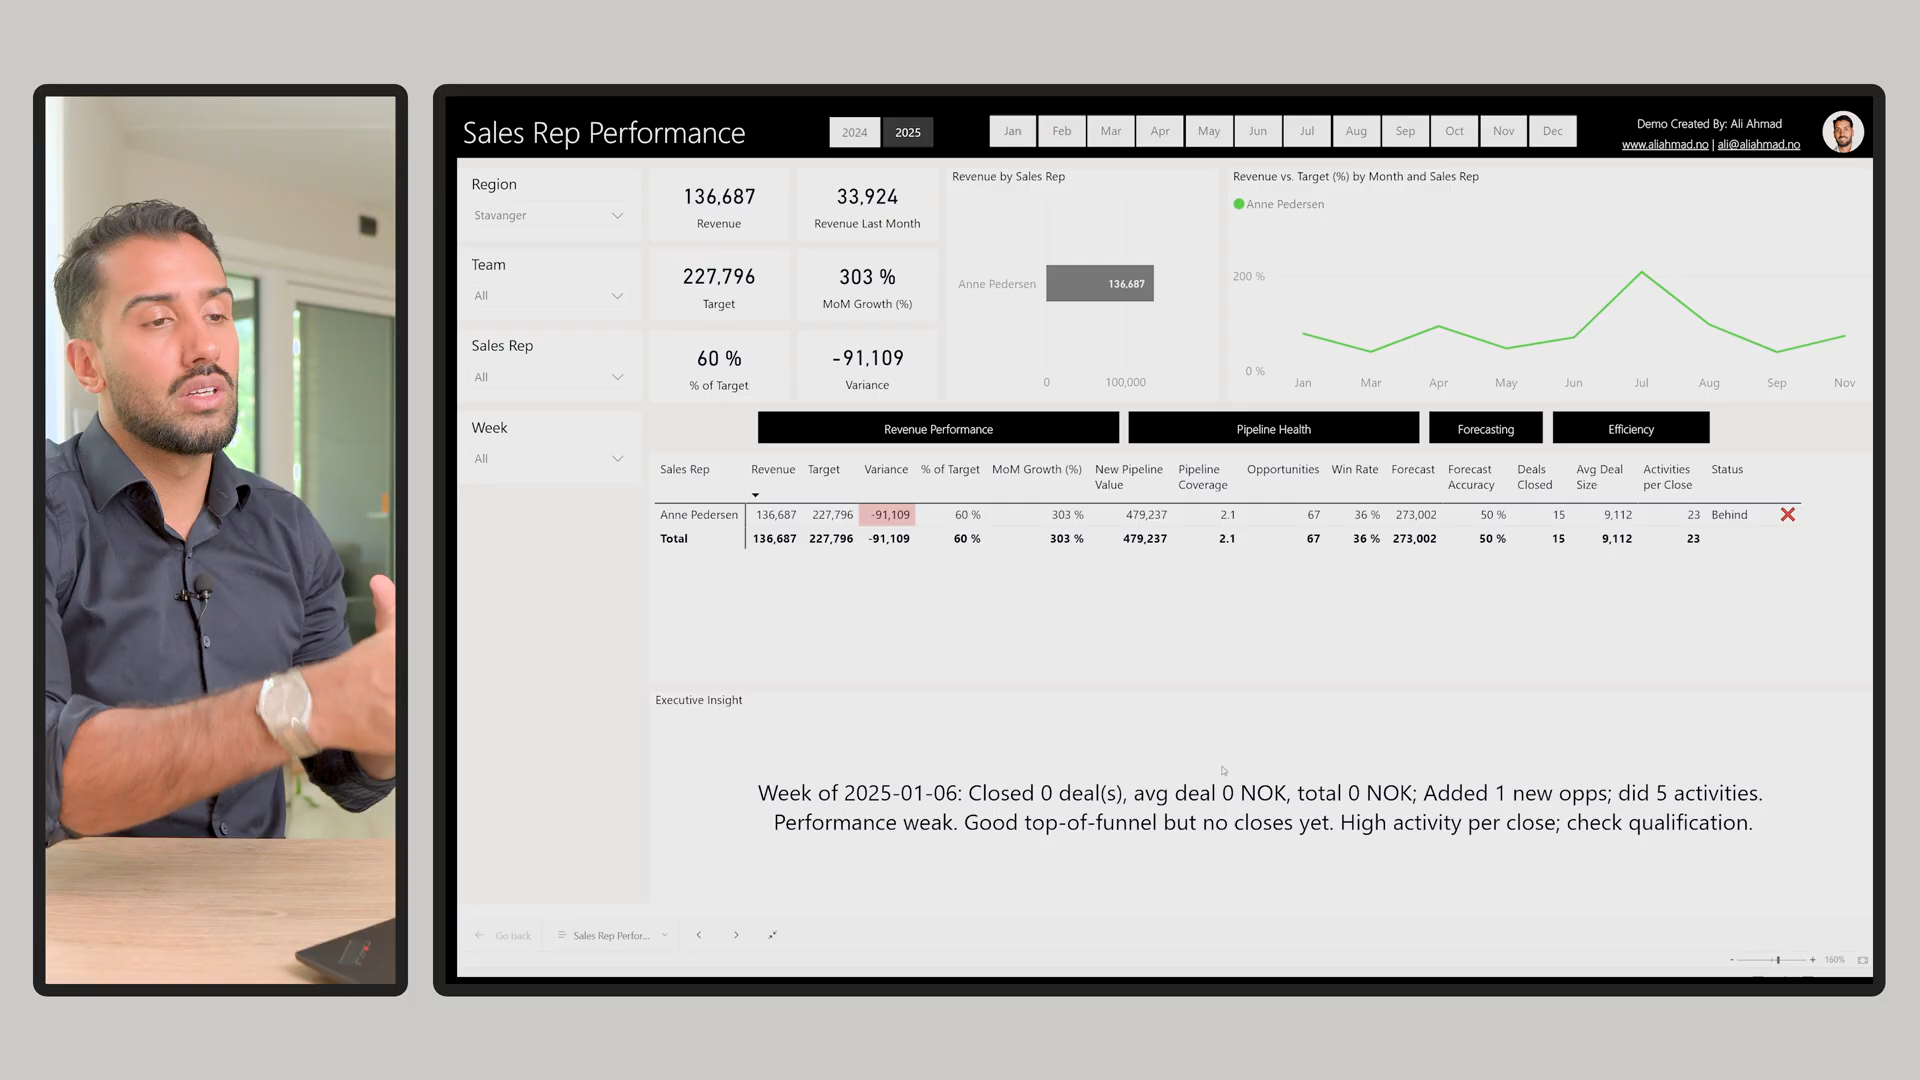 Sales Rep Performance
2024
2025
Jan
Feb
Mar
Apr
May
Jun
Jul
Aug
Sep
Oct
Nov
Dec
Demo Created By: Ali Ahmad
www.aliahmad.no | ali@aliahmad.no
Region
Stavanger
Team
All
Sales Rep
All
Week
All
136,687
Revenue
33,924
Revenue Last Month
227,796
Target
303 %
MoM Growth (%)
60 %
% of Target
-91,109
Variance
Revenue by Sales Rep
Anne Pedersen
136,687
0
100,000
Revenue vs. Target (%) by Month and Sales Rep
Anne Pedersen
200 %
0 %
Jan
Mar
Apr
May
Jun
Jul
Aug
Sep
Nov
Revenue Performance
Pipeline Health
Forecasting
Efficiency
Sales Rep Revenue Target Variance % of Target MoM Growth (%) New Pipeline Value Pipeline Coverage Opportunities Win Rate Forecast Forecast Accuracy Deals Closed Avg Deal Size Activities per Close Status
Anne Pedersen 136,687 227,796 -91,109 60 % 303 % 479,237 2.1 67 36 % 273,002 50 % 15 9,112 23 Behind
Total 136,687 227,796 -91,109 60 % 303 % 479,237 2.1 67 36 % 273,002 50 % 15 9,112 23
Executive Insight
Week of 2025-01-06: Closed 0 deal(s), avg deal 0 NOK, total 0 NOK; Added 1 new opps; did 5 activities.
Performance weak. Good top-of-funnel but no closes yet. High activity per close; check qualification.
Go back
Sales Rep Perfor...
160%